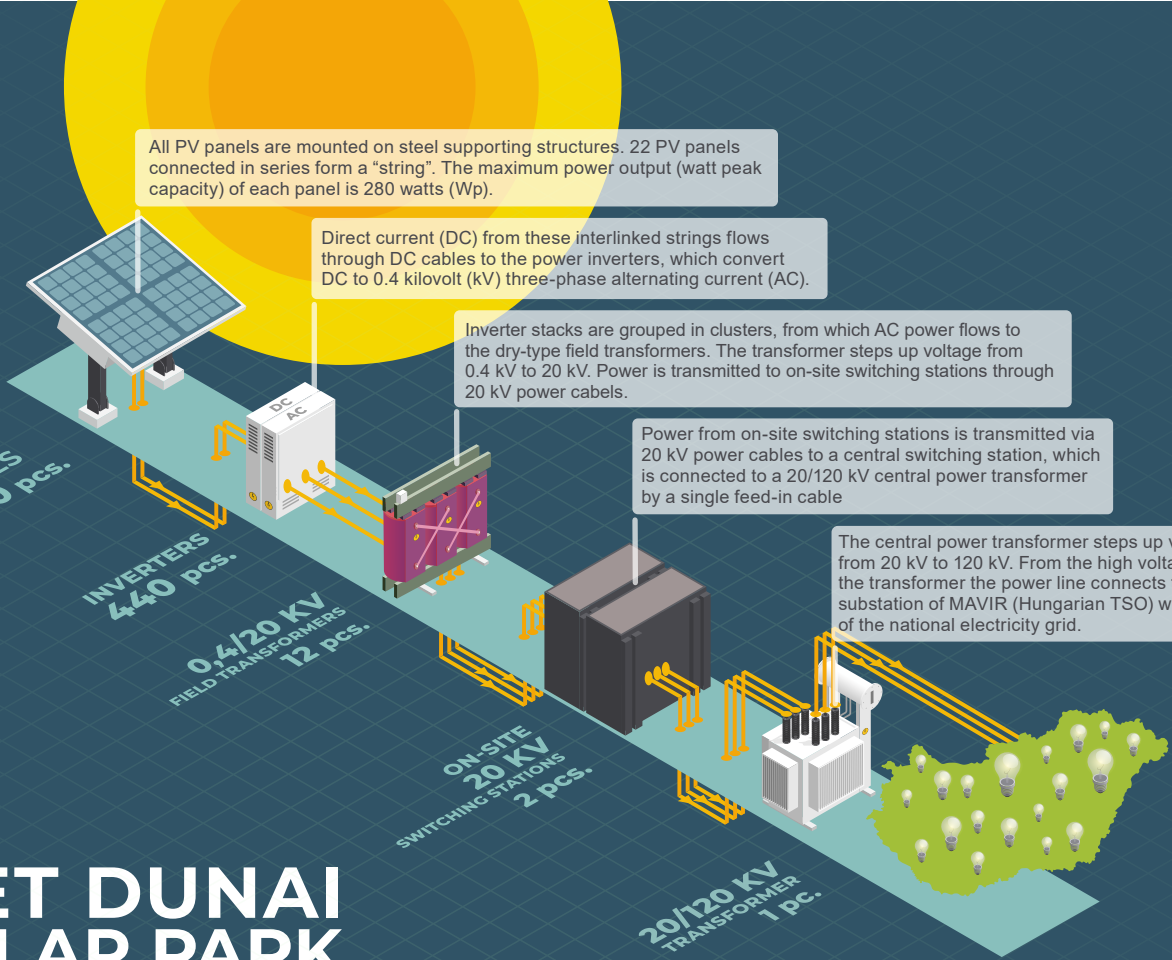 All PV panels are mounted on steel supporting structures. 22 PV panels
connected in series form a “string”. The maximum power output (watt peak
capacity) of each panel is 280 watts (Wp).
Direct current (DC) from these interlinked strings flows
through DC cables to the power inverters, which convert
DC to 0.4 kilovolt (kV) three-phase alternating current (AC).
Inverter stacks are grouped in clusters, from which AC power flows to
the dry-type field transformers. The transformer steps up voltage from
0.4 kV to 20 kV. Power is transmitted to on-site switching stations through
20 kV power cabels.
Power from on-site switching stations is transmitted via
20 kV power cables to a central switching station, which
is connected to a 20/120 kV central power transformer
by a single feed-in cable
The central power transformer steps up
from 20 kV to 120 kV. From the high
the transformer the power line connects
substation of MAVIR (Hungarian TSO)
of the national electricity grid.
DC
AC
pcs.
INVERTERS
440 pcs.
0,4/20 KV
FIELD TRANSFORMERS
12 pcs.
ON-SITE
20 KV
SWITCHING STATIONS
2 pcs.
20/120 KV
TRANSFORMER
1 pc.
DUNAI
PARK